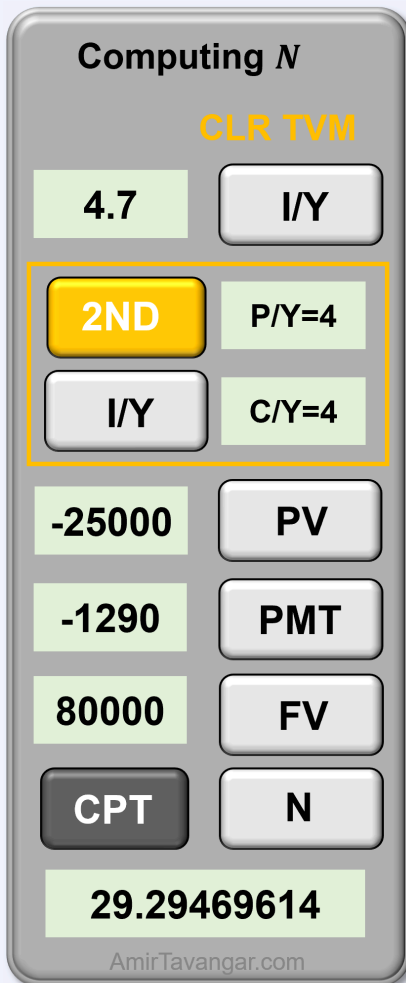 Computing N
CLR TVM
4.7 I/Y
2ND P/Y=4
I/Y C/Y=4
-25000 PV
-1290 PMT
80000 FV
CPT N
29.29469614
AmirTavangar.com